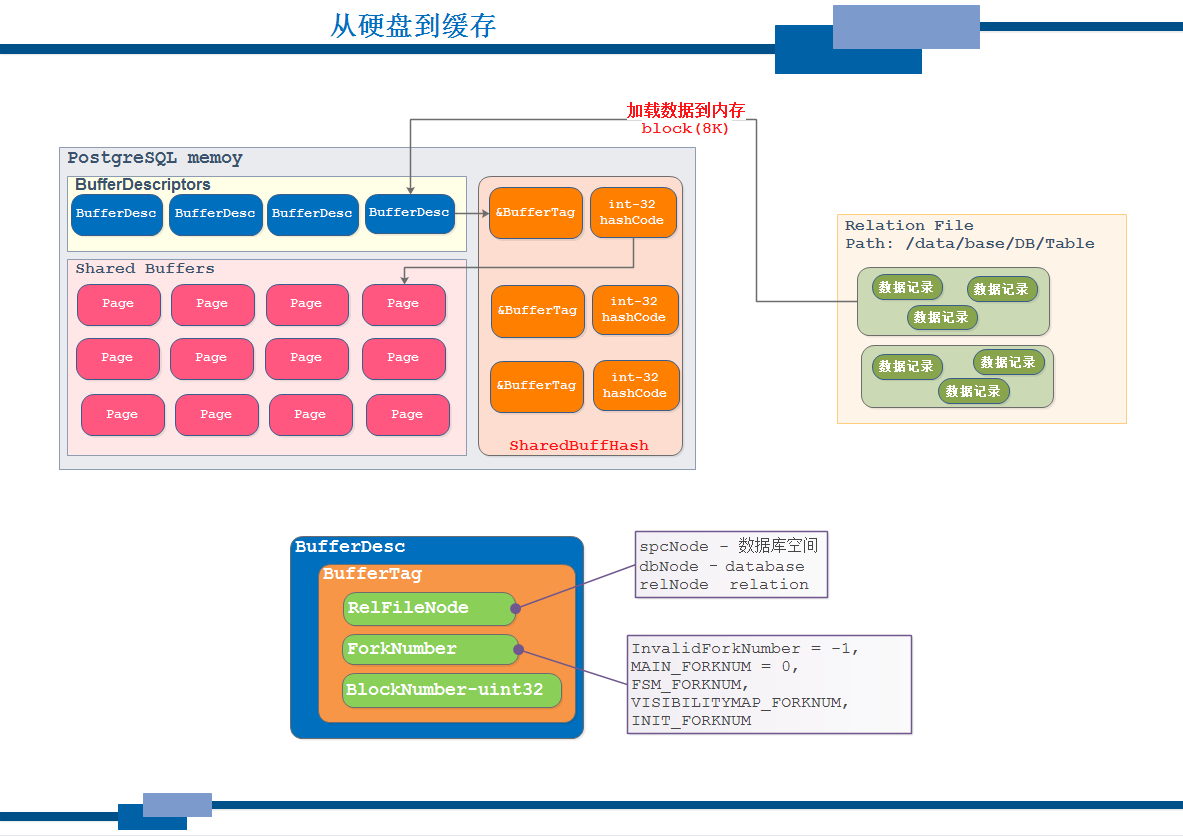 从硬盘到缓存
加载数据到内存
block(8K)
PostgreSQL memoy
BufferDescriptors
BufferDesc
BufferDesc
BufferDesc
BufferDesc
&BufferTag
int-32
hashCode
Shared Buffers
Page
Page
Page
Page
&BufferTag
int-32
hashCode
Page
Page
Page
Page
&BufferTag
int-32
hashCode
Page
Page
Page
Page
SharedBuffHash
Relation File
Path: /data/base/DB/Table
数据记录
数据记录
数据记录
数据记录
数据记录
数据记录
BufferDesc
BufferTag
RelFileNode
ForkNumber
BlockNumber-uint32
spcNode - 数据库空间
dbNode - database
relNode relation
InvalidForkNumber = -1,
MAIN_FORKNUM = 0,
FSM_FORKNUM,
VISIBILITYMAP_FORKNUM,
INIT_FORKNUM